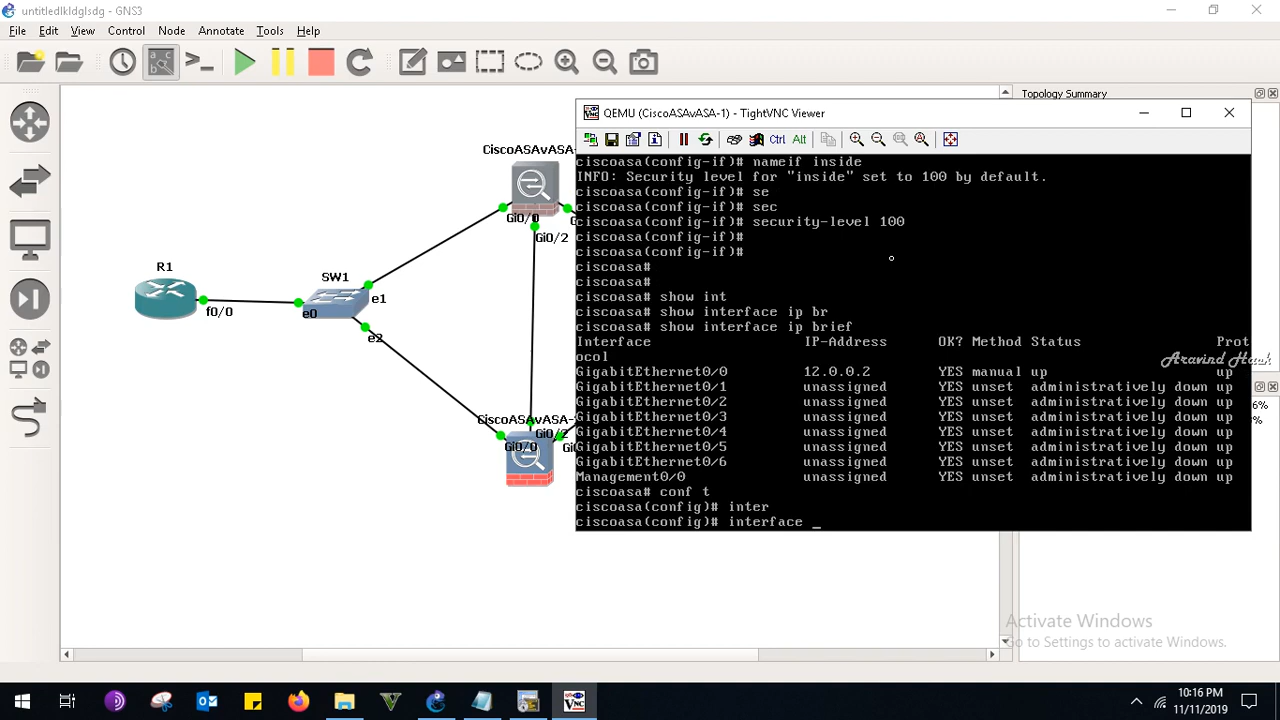 untitledlkldglsdg - GNS3
File Edit View Control Node Annotate Tools Help
Topology Summary
QEMU (CiscoASAvASA-1) - TightVNC Viewer
Ctrl Alt
ciscoasa(config-if)# nameif inside
INFO: Security level for "inside" set to 100 by default.
ciscoasa(config-if)# se
ciscoasa(config-if)# sec
ciscoasa(config-if)# security-level 100
ciscoasa(config-if)#
ciscoasa(config-if)#
ciscoasa#
ciscoasa#
ciscoasa# show int
ciscoasa# show interface ip br
ciscoasa# show interface ip brief
Interface IP-Address OK? Method Status Prot
ocol
GigabitEthernet0/0 12.0.0.2 YES manual up up
GigabitEthernet0/1 unassigned YES unset administratively down up
GigabitEthernet0/2 unassigned YES unset administratively down up
GigabitEthernet0/3 unassigned YES unset administratively down up
GigabitEthernet0/4 unassigned YES unset administratively down up
GigabitEthernet0/5 unassigned YES unset administratively down up
GigabitEthernet0/6 unassigned YES unset administratively down up
Management0/0 unassigned YES unset administratively down up
ciscoasa# conf t
ciscoasa(config)# inter
ciscoasa(config)# interface _
Aravind Hack
6%
%
CiscoASAvASA-
Gi0/0
Gi0/2
R1
f0/0
SW1
e0
e1
e2
CiscoASAvASA-
Gi0/2
Gi0/0
Gi
Activate Windows
Go to Settings to activate Windows.
10:16 PM
11/11/2019